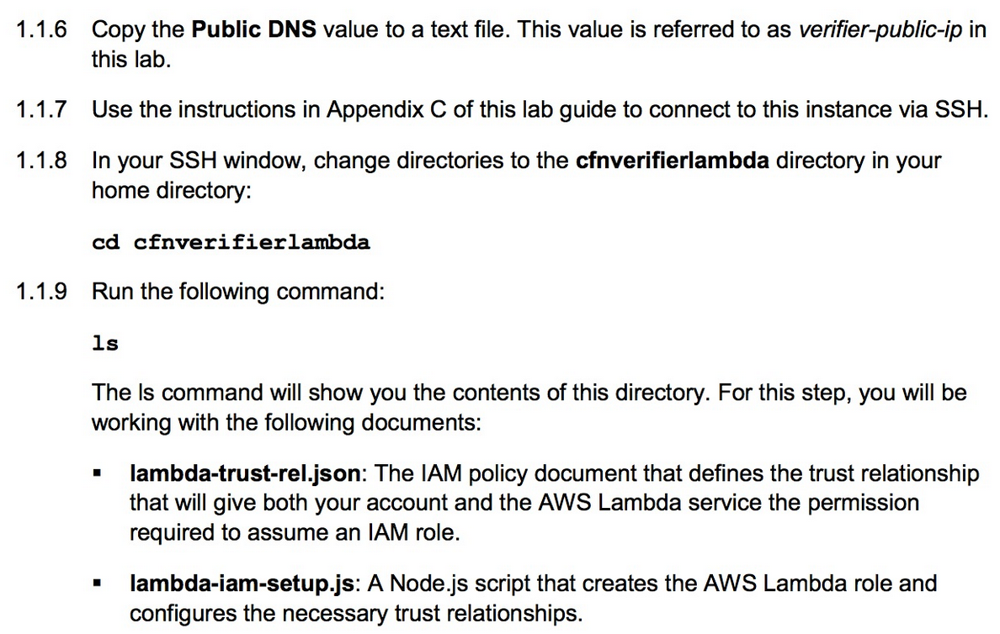 1.1.6 Copy the Public DNS value to a text file. This value is referred to as verifier-public-ip in
this lab.
1.1.7 Use the instructions in Appendix C of this lab guide to connect to this instance via SSH.
1.1.8 In your SSH window, change directories to the cfnverifierlambda directory in your
home directory:
cd cfnverifierlambda
1.1.9 Run the following command:
ls
The ls command will show you the contents of this directory. For this step, you will be
working with the following documents:
▪ lambda-trust-rel.json: The IAM policy document that defines the trust relationship
that will give both your account and the AWS Lambda service the permission
required to assume an IAM role.
▪ lambda-iam-setup.js: A Node.js script that creates the AWS Lambda role and
configures the necessary trust relationships.